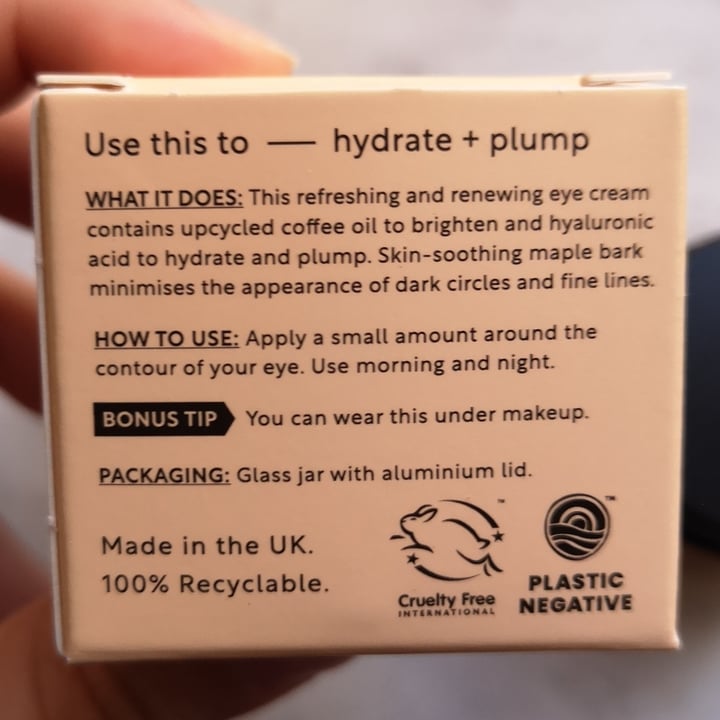 Use this to — hydrate + plump
WHAT IT DOES: This refreshing and renewing eye cream
contains upcycled coffee oil to brighten and hyaluronic
acid to hydrate and plump. Skin-soothing maple bark
minimises the appearance of dark circles and fine lines.
HOW TO USE: Apply a small amount around the
contour of your eye. Use morning and night.
BONUS TIP You can wear this under makeup.
PACKAGING: Glass jar with aluminium lid.
Made in the UK.
100% Recyclable.
™
Cruelty Free
INTERNATIONAL
™
PLASTIC
NEGATIVE